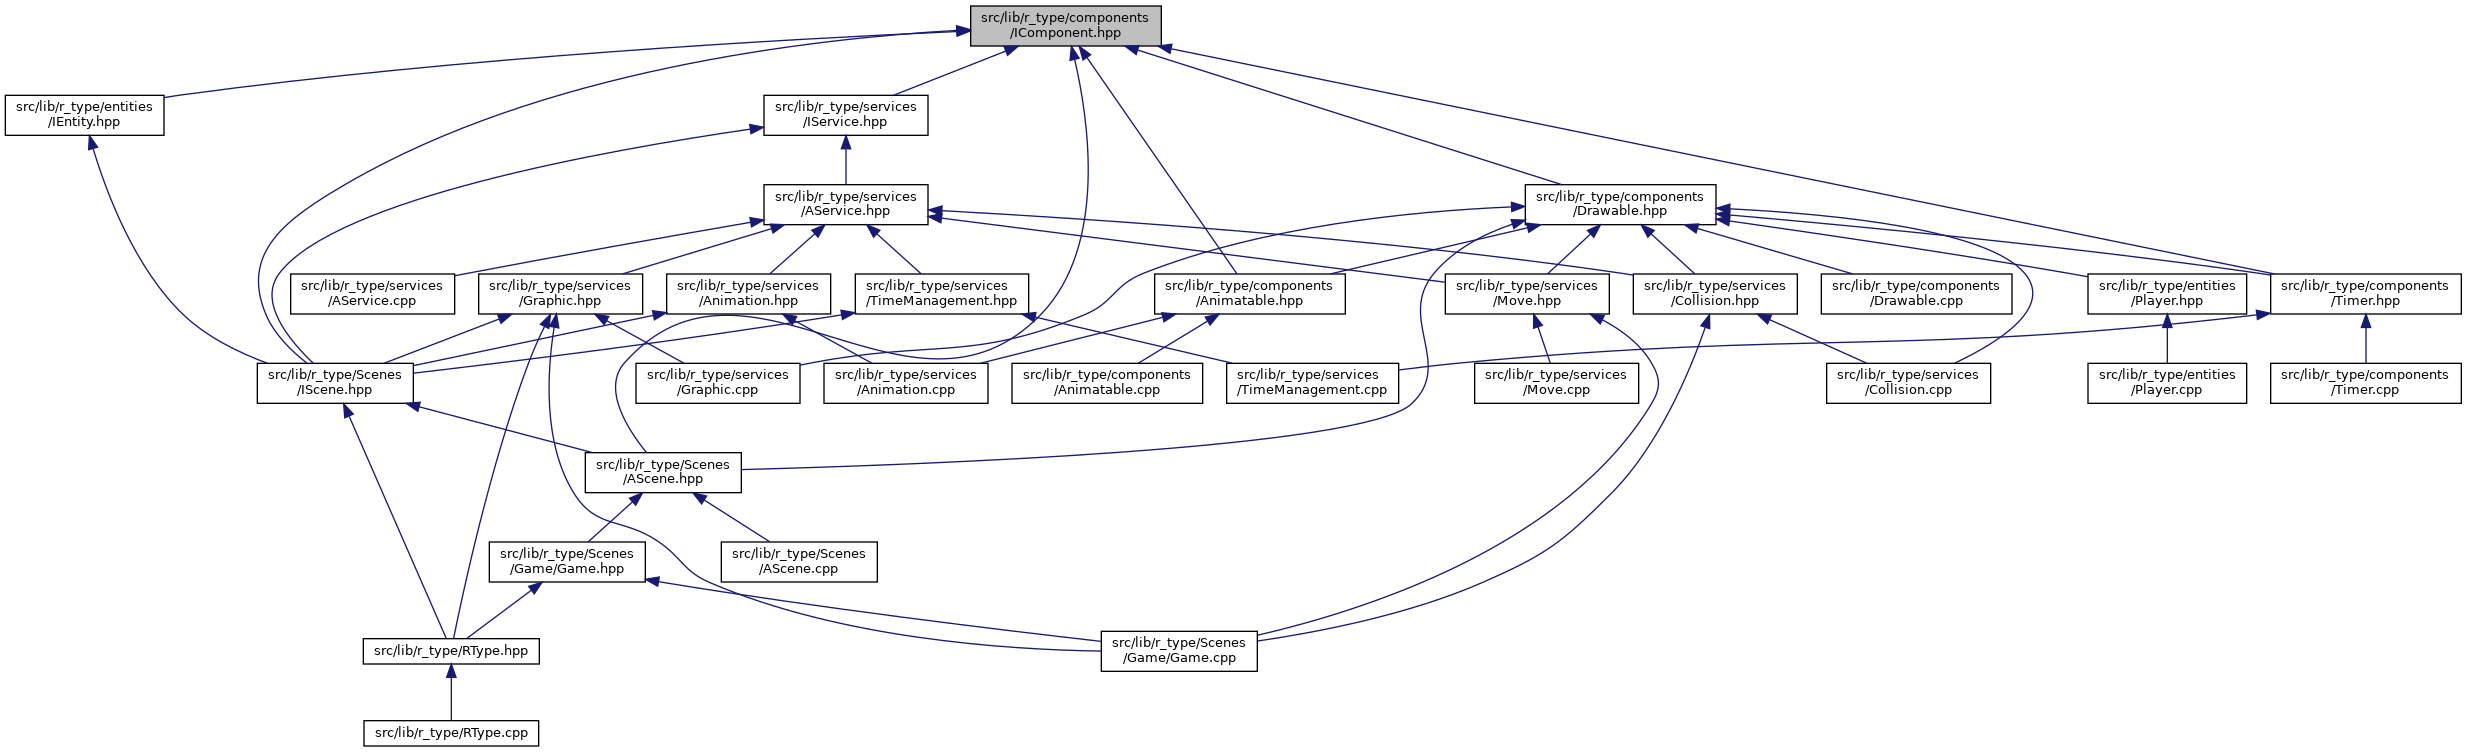 src/lib/r_type/components
/IComponent.hpp
src/lib/r_type/entities
/IEntity.hpp
src/lib/r_type/services
/IService.hpp
src/lib/r_type/services
/AService.hpp
src/lib/r_type/components
/Drawable.hpp
src/lib/r_type/services
/AService.cpp
src/lib/r_type/services
/Graphic.hpp
src/lib/r_type/services
/Animation.hpp
src/lib/r_type/services
/TimeManagement.hpp
src/lib/r_type/components
/Animatable.hpp
src/lib/r_type/services
/Move.hpp
src/lib/r_type/services
/Collision.hpp
src/lib/r_type/components
/Drawable.cpp
src/lib/r_type/entities
/Player.hpp
src/lib/r_type/components
/Timer.hpp
src/lib/r_type/Scenes
/IScene.hpp
src/lib/r_type/services
/Graphic.cpp
src/lib/r_type/services
/Animation.cpp
src/lib/r_type/components
/Animatable.cpp
src/lib/r_type/services
/TimeManagement.cpp
src/lib/r_type/services
/Move.cpp
src/lib/r_type/services
/Collision.cpp
src/lib/r_type/entities
/Player.cpp
src/lib/r_type/components
/Timer.cpp
src/lib/r_type/Scenes
/AScene.hpp
src/lib/r_type/Scenes
/Game/Game.hpp
src/lib/r_type/Scenes
/AScene.cpp
src/lib/r_type/RType.hpp
src/lib/r_type/Scenes
/Game/Game.cpp
src/lib/r_type/RType.cpp